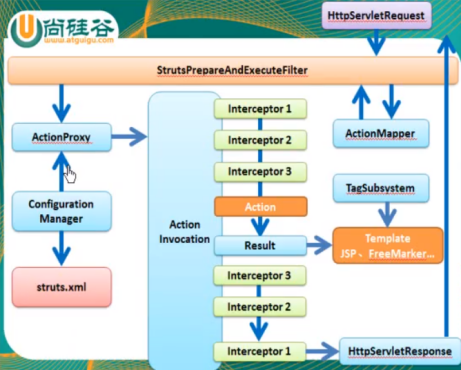 尚硅谷
www.atguigu.com
HttpServletRequest
StrutsPrepareAndExecuteFilter
ActionProxy
Interceptor 1
Interceptor 2
Interceptor 3
ActionMapper
TagSubsystem
Configuration
Manager
Action
Invocation
Action
Result
Template
JSP、FreeMarker...
struts.xml
Interceptor 3
Interceptor 2
Interceptor 1
HttpServletResponse